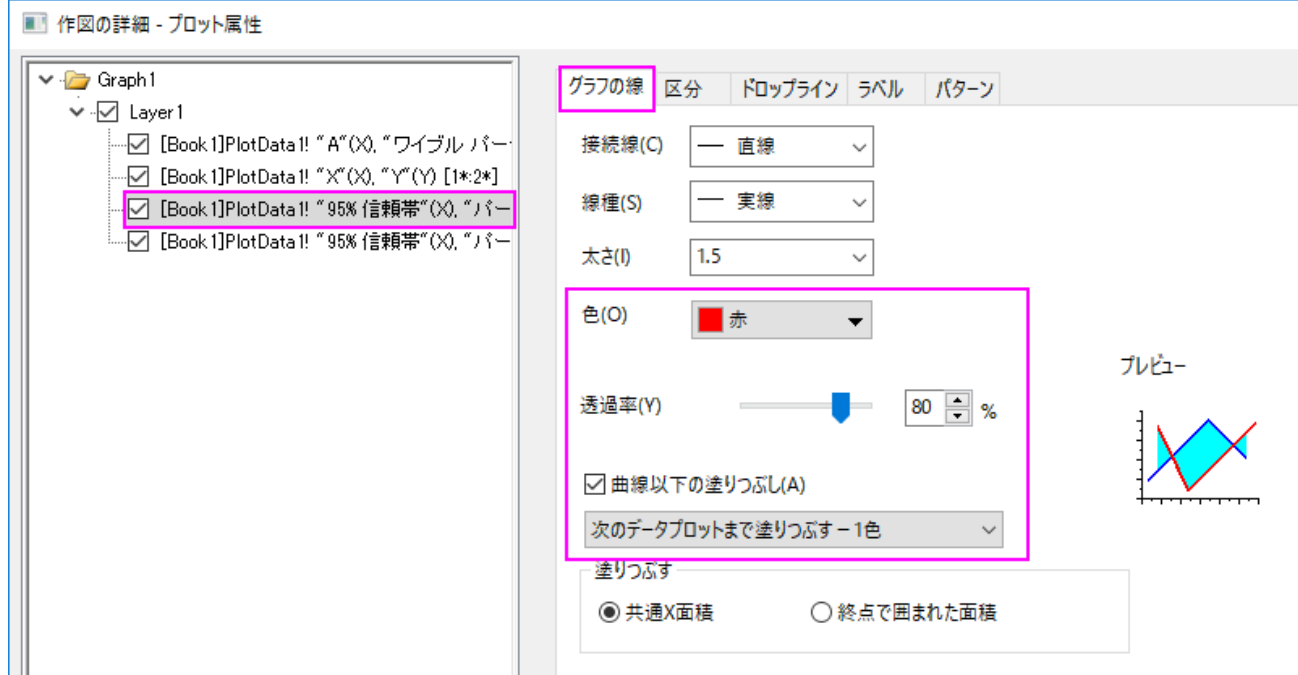 作図の詳細 - プロット属性
Graph1
Layer1
[Book1]PlotData1! "A"(X), "ワイブル パー
[Book1]PlotData1! "X"(X), "Y"(Y) [1*:2*]
[Book1]PlotData1! "95% 信頼帯"(X), "パー
[Book1]PlotData1! "95% 信頼帯"(X), "パー
グラフの線 区分 ドロップライン ラベル パターン
接続線(C) 直線
線種(S) 実線
太さ(I) 1.5
色(O) 赤
プレビュー
透過率(Y) 80 %
曲線以下の塗りつぶし(A)
次のデータプロットまで塗りつぶす - 1色
塗りつぶす
共通X面積 終点で囲まれた面積